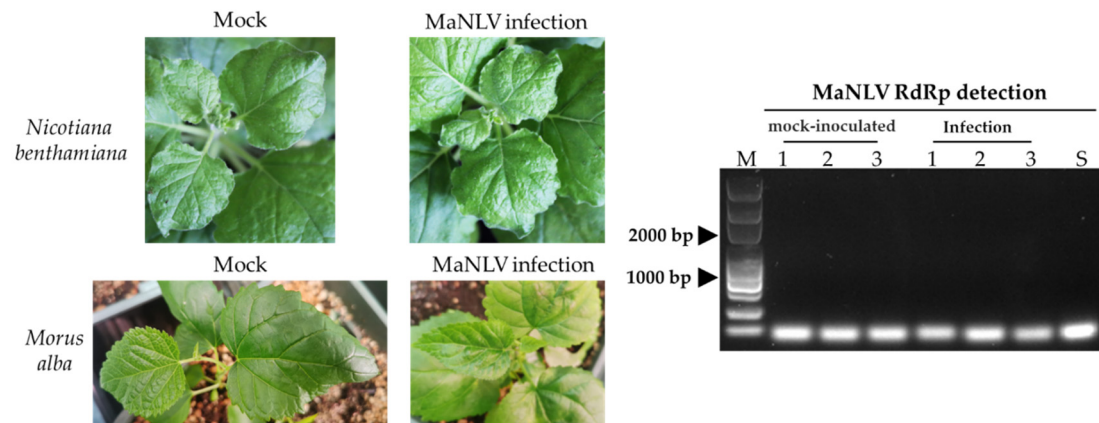 Mock
MaNLV infection
Nicotiana
benthamiana
Mock
MaNLV infection
Morus
alba
MaNLV RdRp detection
mock-inoculated
Infection
M 1 2 3 1 2 3 S
2000 bp
1000 bp